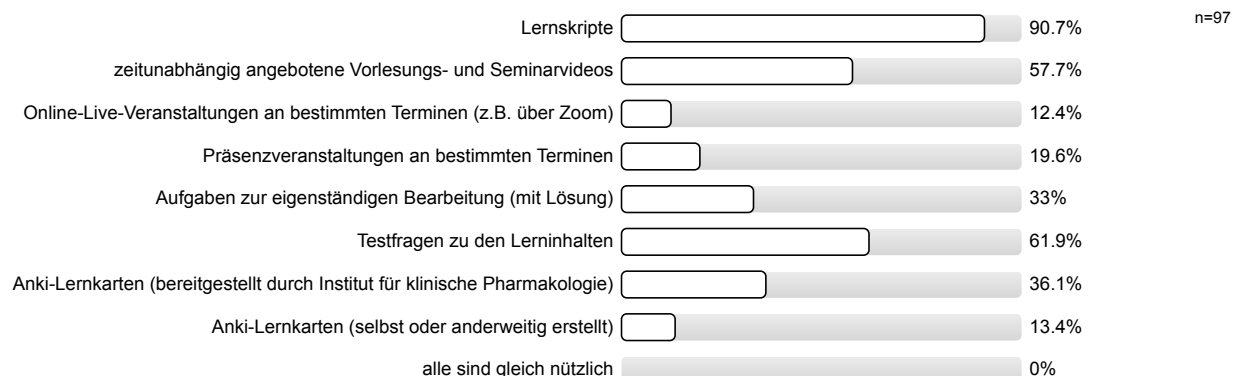 n=97
Lernskripte 90.7%
zeitunabhängig angebotene Vorlesungs- und Seminarvideos 57.7%
Online-Live-Veranstaltungen an bestimmten Terminen (z.B. über Zoom) 12.4%
Präsenzveranstaltungen an bestimmten Terminen 19.6%
Aufgaben zur eigenständigen Bearbeitung (mit Lösung) 33%
Testfragen zu den Lerninhalten 61.9%
Anki-Lernkarten (bereitgestellt durch Institut für klinische Pharmakologie) 36.1%
Anki-Lernkarten (selbst oder anderweitig erstellt) 13.4%
alle sind gleich nützlich 0%